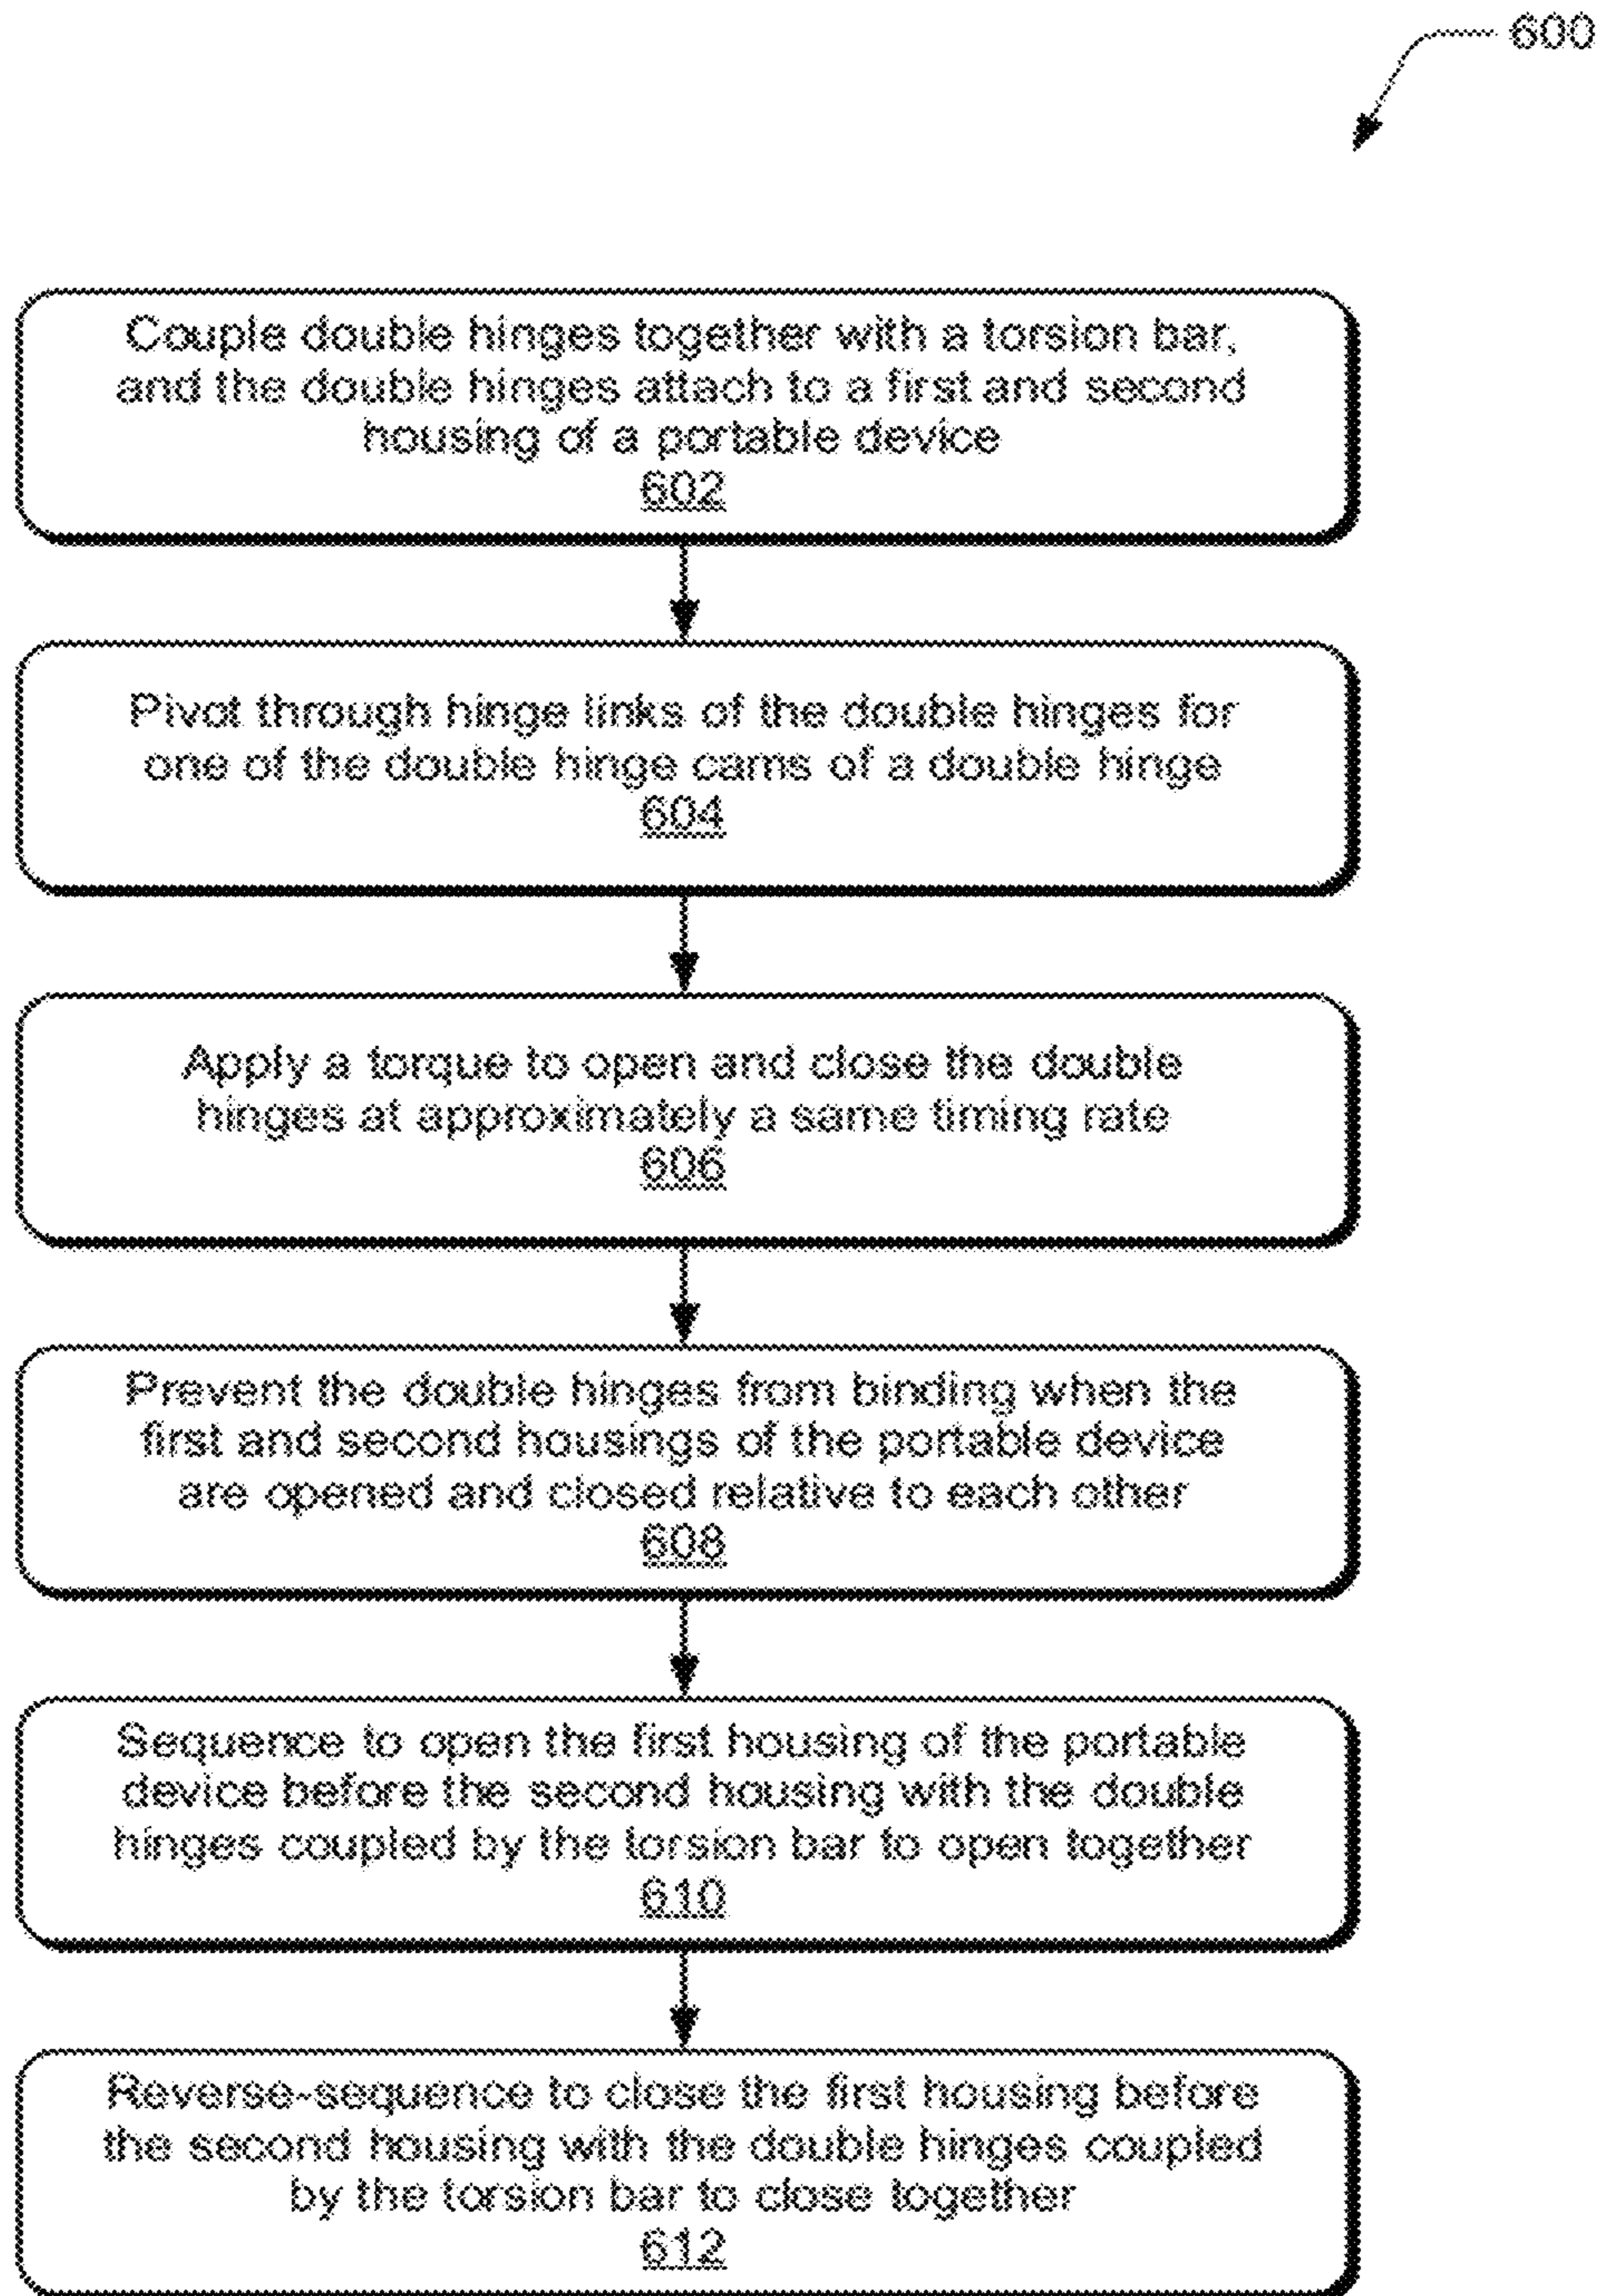 600
Couple double hinges together with a torsion bar,
and the double hinges attach to a first and second
housing of a portable device
602
Pivot through hinge links of the double hinges for
one of the double hinge cams of a double hinge
604
Apply a torque to open and close the double
hinges at approximately a same timing rate
606
Prevent the double hinges from binding when the
first and second housings of the portable device
are opened and closed relative to each other
608
Sequence to open the first housing of the portable
device before the second housing with the double
hinges coupled by the torsion bar to open together
610
Reverse-sequence to close the first housing before
the second housing with the double hinges coupled
by the torsion bar to close together
612